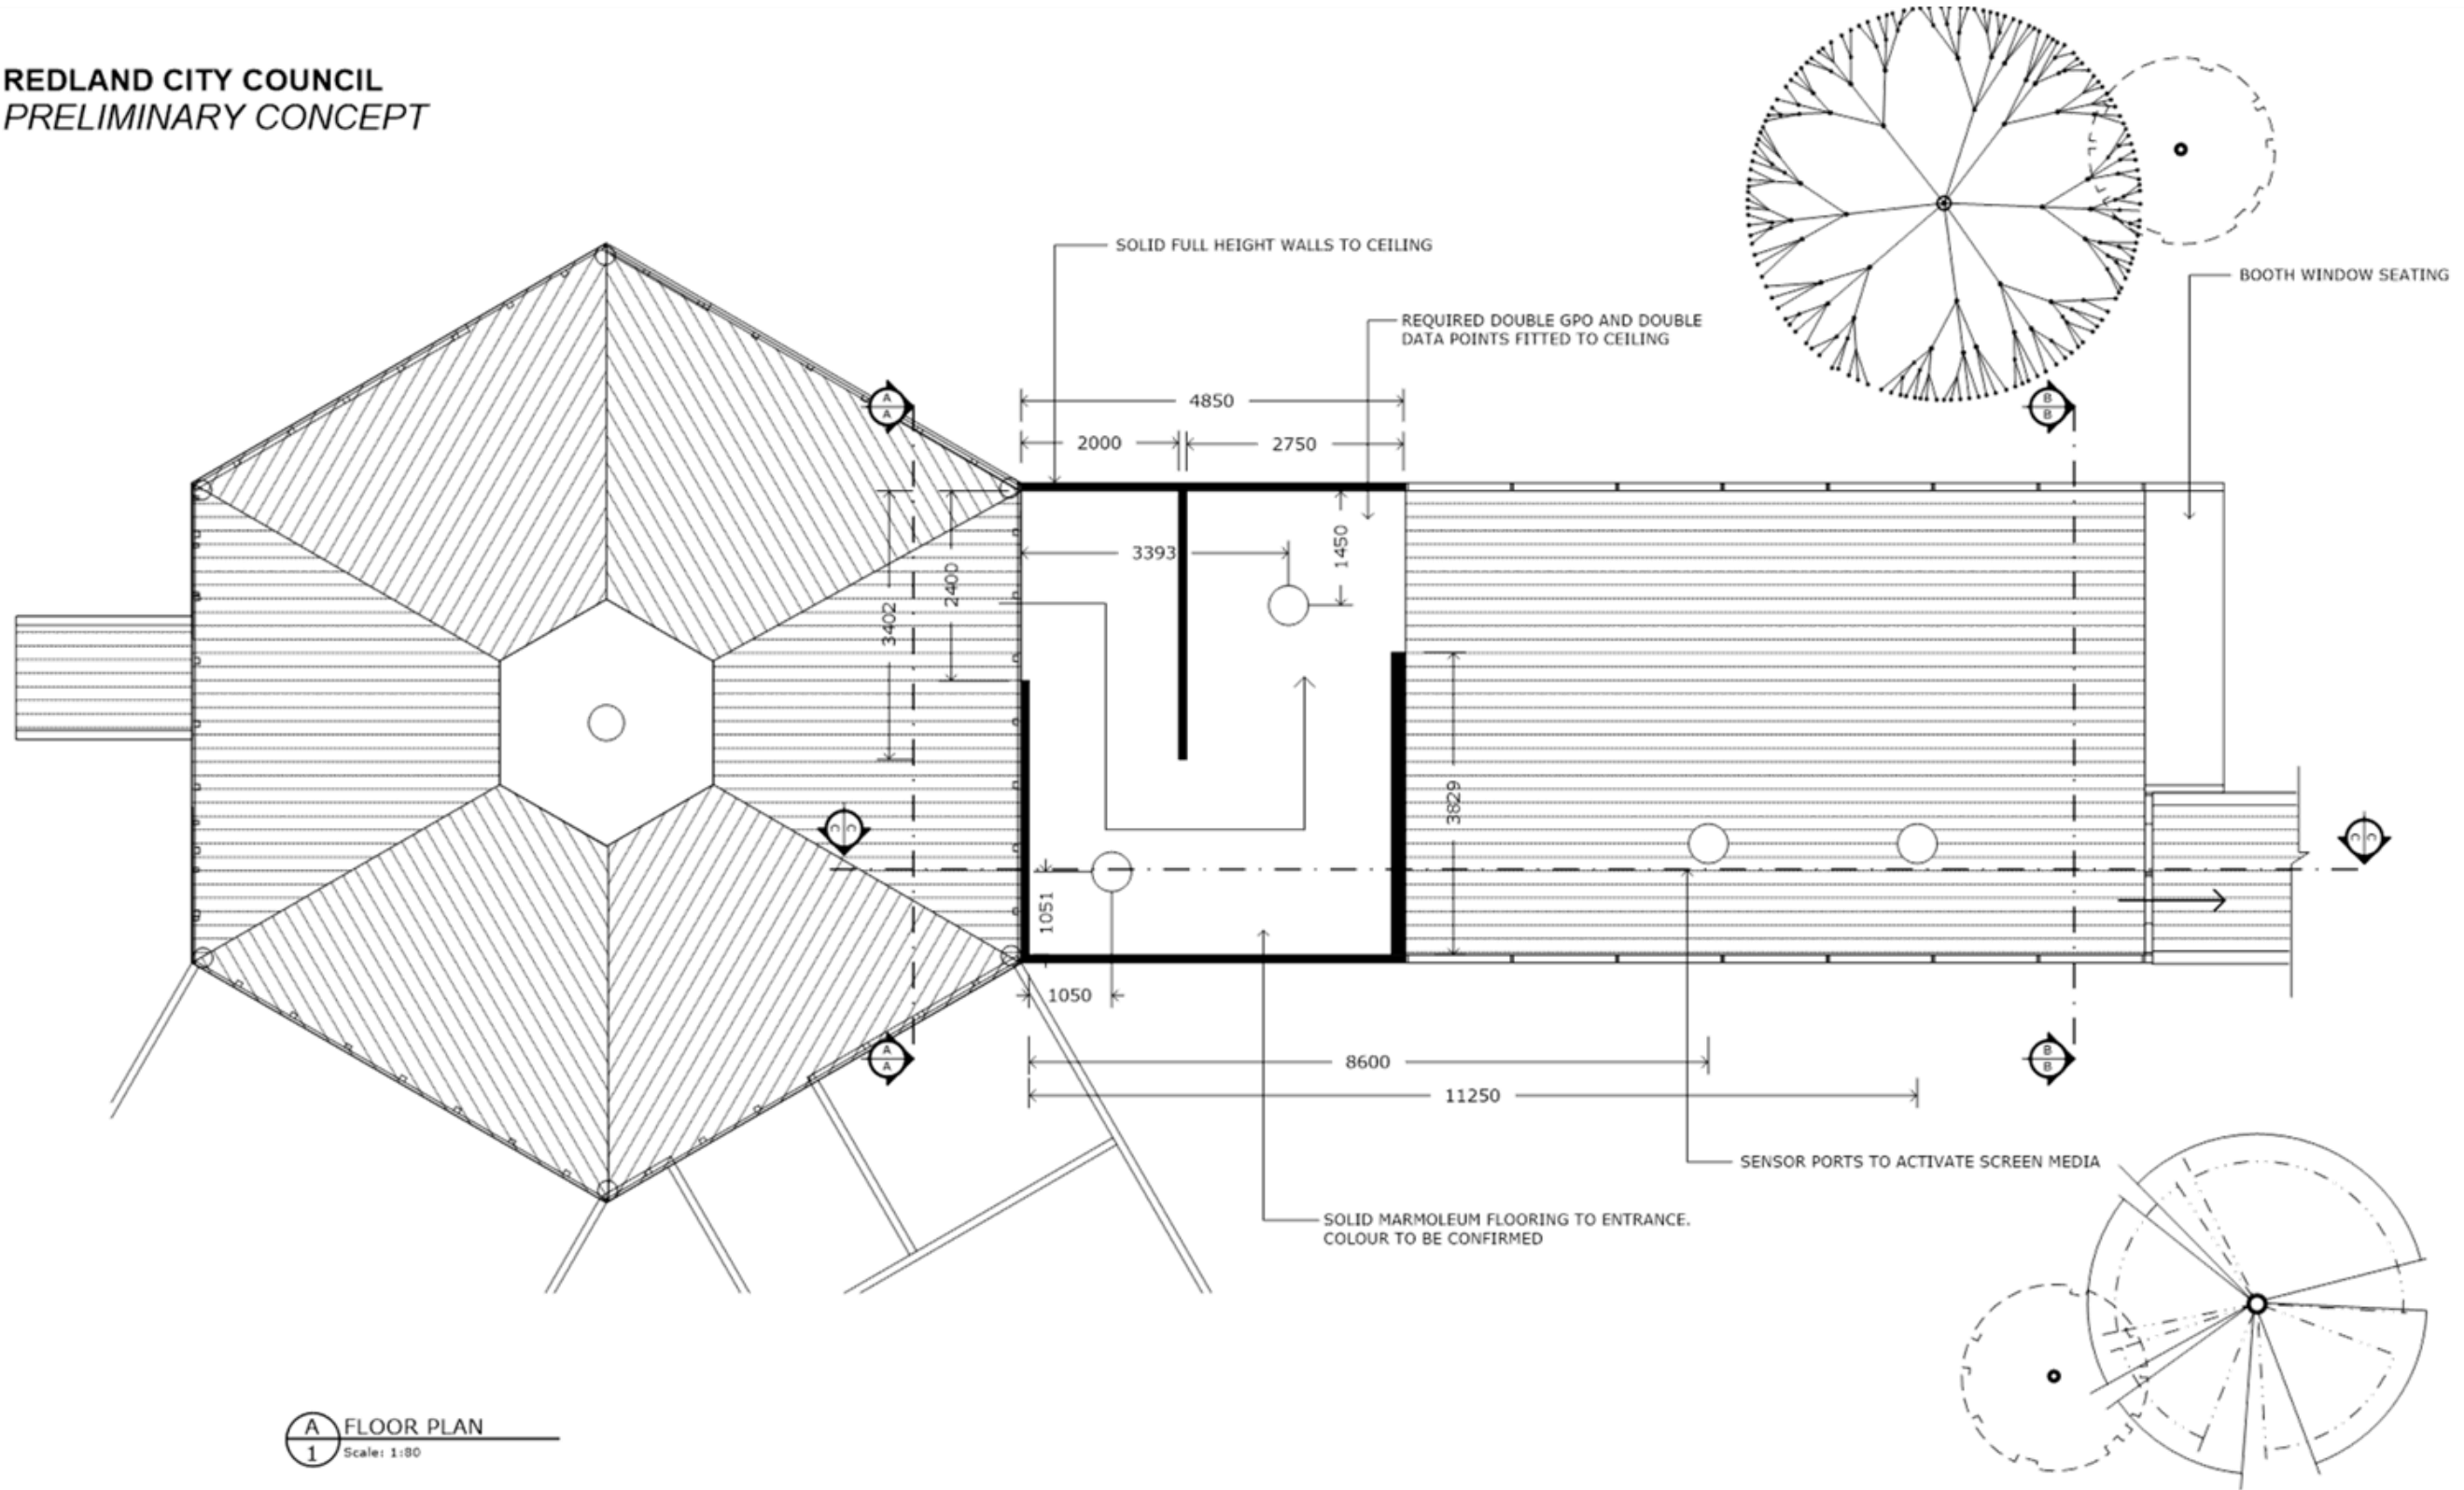 REDLAND CITY COUNCIL
PRELIMINARY CONCEPT
SOLID FULL HEIGHT WALLS TO CEILING
BOOTH WINDOW SEATING
REQUIRED DOUBLE GPO AND DOUBLE
DATA POINTS FITTED TO CEILING
4850
A
A
B
B
2000
2750
3393
1450
2400
3402
3829
C C
C C
1051
1050
A
A
B
B
8600
11250
SENSOR PORTS TO ACTIVATE SCREEN MEDIA
SOLID MARMOLEUM FLOORING TO ENTRANCE.
COLOUR TO BE CONFIRMED
A
1
FLOOR PLAN
Scale: 1:80